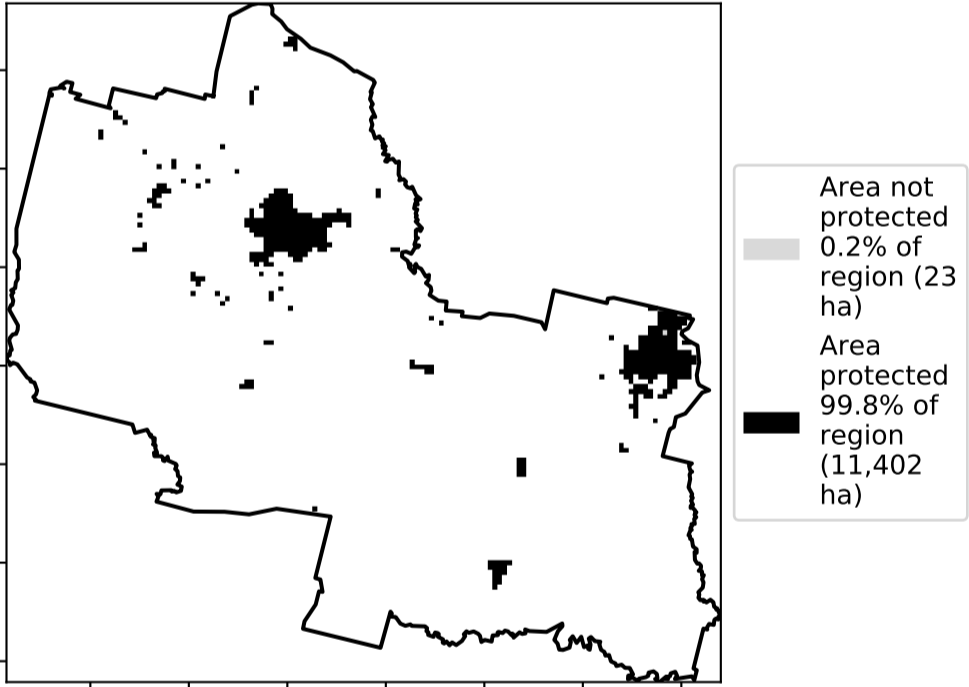 Area not
protected
0.2% of
region (23
ha)
Area
protected
99.8% of
region
(11,402
ha)